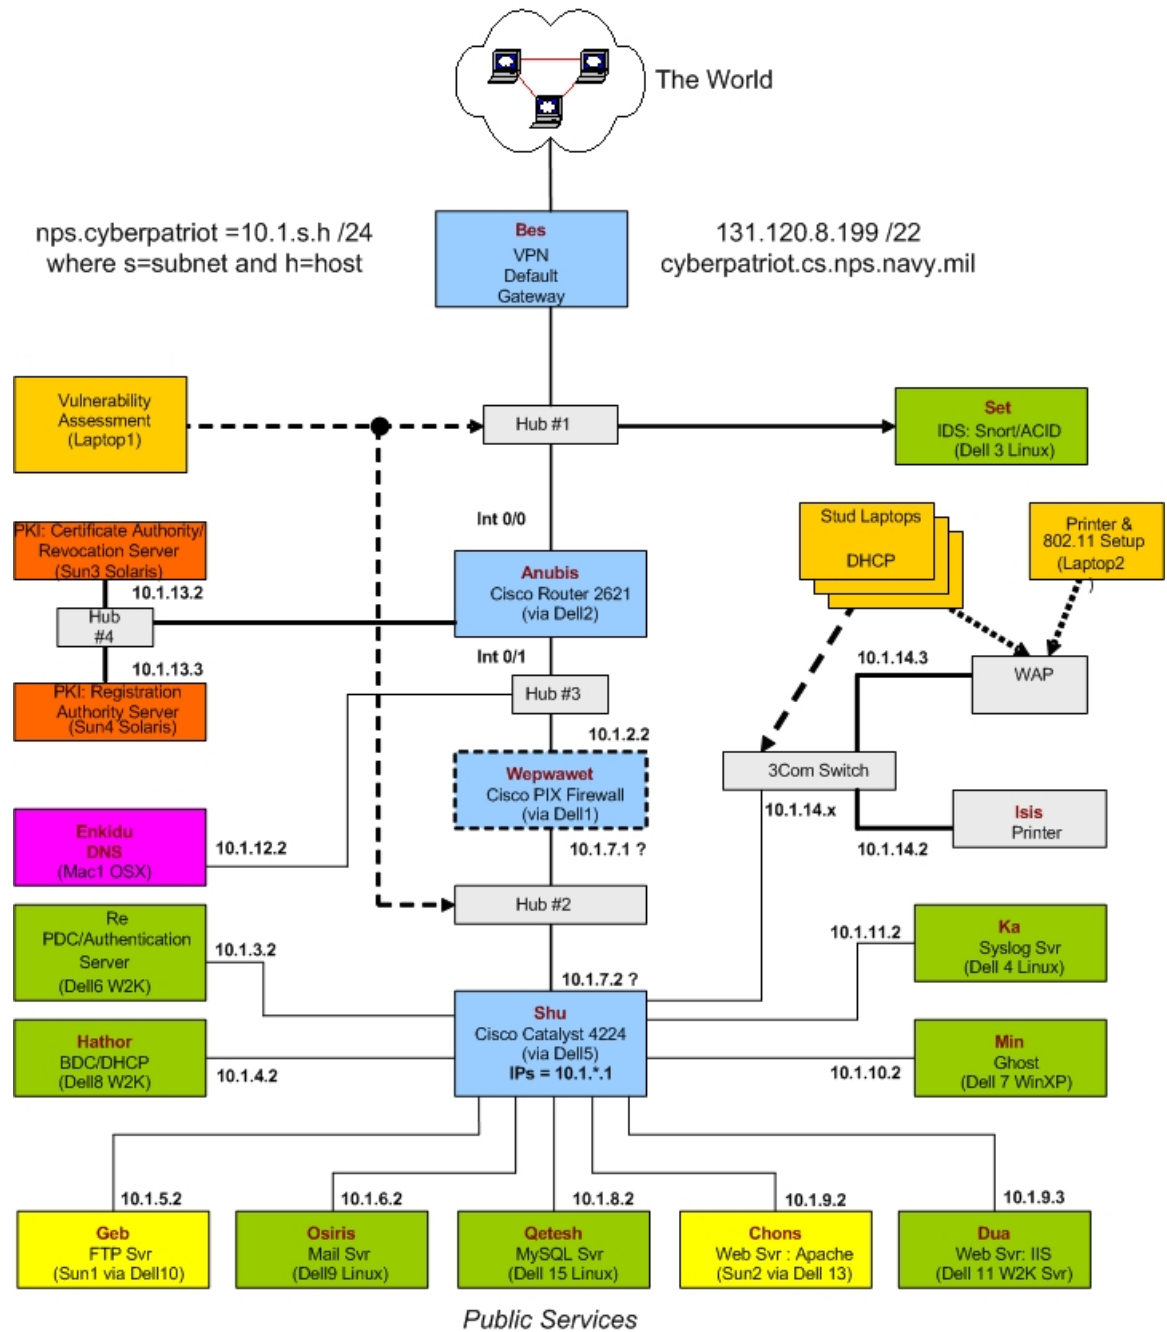 The World
nps.cyberpatriot =10.1.s.h /24
where s=subnet and h=host
Bes
VPN
Default
Gateway
131.120.8.199 /22
cyberpatriot.cs.nps.navy.mil
Vulnerability
Assessment
(Laptop1)
Hub #1
Set
IDS: Snort/ACID
(Dell 3 Linux)
Int 0/0
Stud Laptops
DHCP
Printer &
802.11 Setup
(Laptop2
)
PKI: Certificate Authority/
Revocation Server
(Sun3 Solaris)
10.1.13.2
Hub
#4
10.1.13.3
PKI: Registration
Authority Server
(Sun4 Solaris)
Anubis
Cisco Router 2621
(via Dell2)
Int 0/1
Hub #3
10.1.14.3
WAP
10.1.2.2
Wepwawet
Cisco PIX Firewall
(via Dell1)
10.1.7.1 ?
3Com Switch
10.1.14.x
Isis
Printer
10.1.14.2
Enkidu
DNS
(Mac1 OSX)
10.1.12.2
Hub #2
Re
PDC/Authentication
Server
(Dell6 W2K)
10.1.3.2
10.1.11.2
Ka
Syslog Svr
(Dell 4 Linux)
10.1.7.2 ?
Shu
Cisco Catalyst 4224
(via Dell5)
IPs = 10.1.*.1
Hathor
BDC/DHCP
(Dell8 W2K)
10.1.4.2
10.1.10.2
Min
Ghost
(Dell 7 WinXP)
10.1.5.2
10.1.6.2
10.1.8.2
10.1.9.2
10.1.9.3
Geb
FTP Svr
(Sun1 via Dell10)
Osiris
Mail Svr
(Dell9 Linux)
Qetesh
MySQL Svr
(Dell 15 Linux)
Chons
Web Svr : Apache
(Sun2 via Dell 13)
Dua
Web Svr: IIS
(Dell 11 W2K Svr)
Public Services